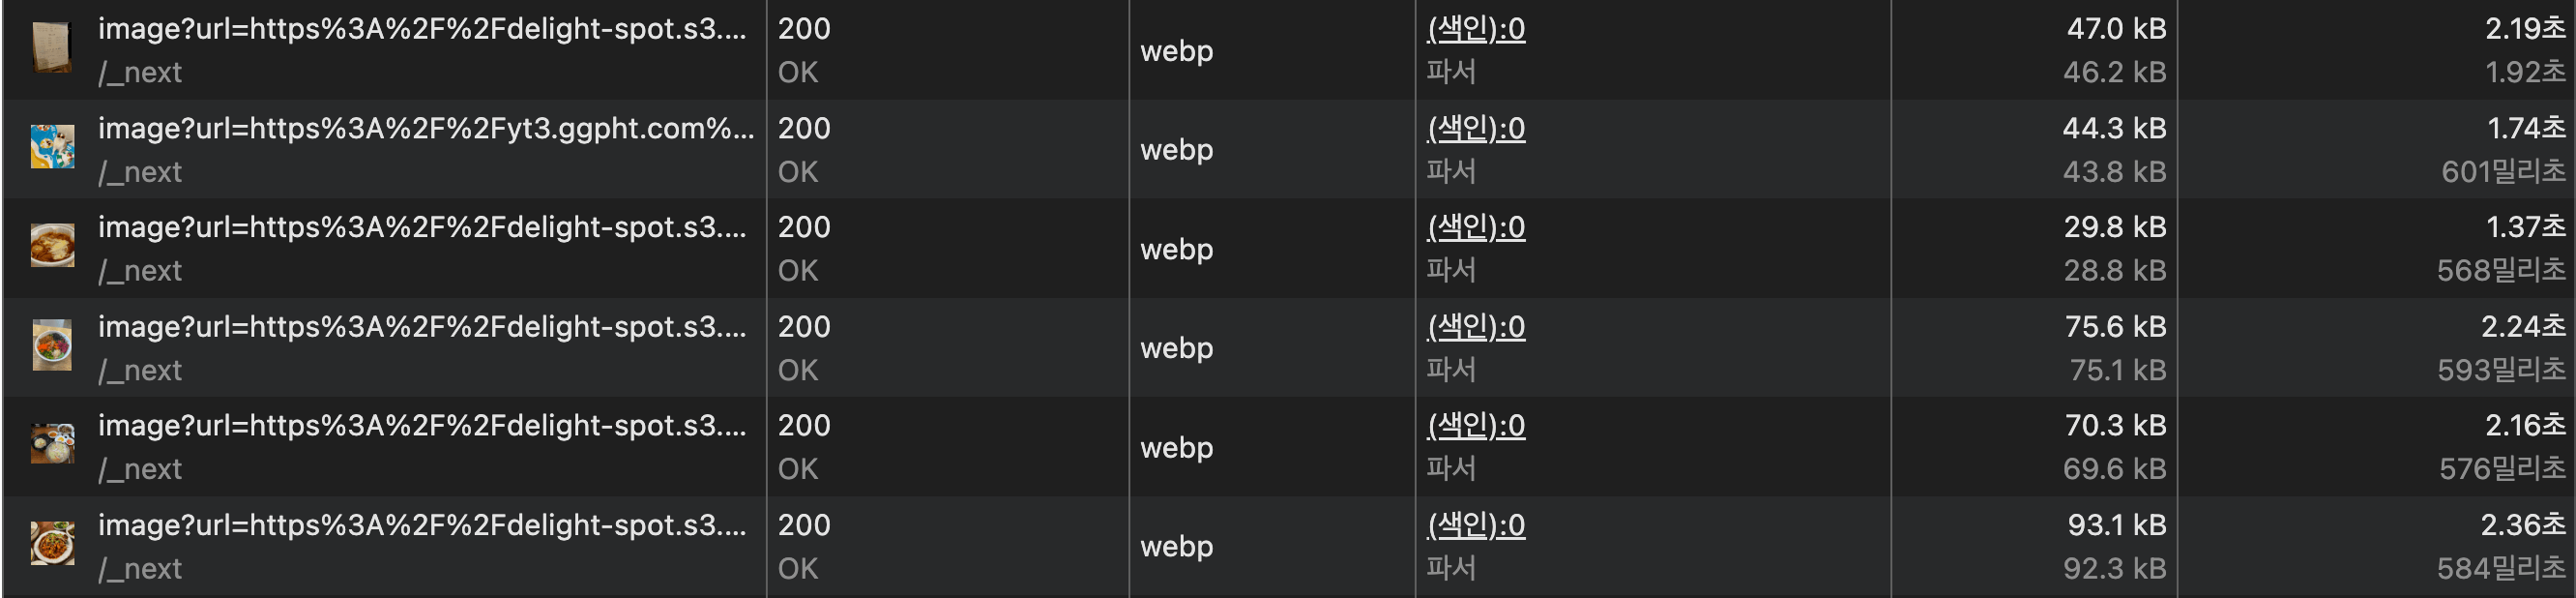 image?url=https%3A%2F%2Fdelight-spot.s3.... 200 webp (색인):0 47.0 kB 2.19초
/_next OK 파서 46.2 kB 1.92초
image?url=https%3A%2F%2Fyt3.ggpht.com%... 200 webp (색인):0 44.3 kB 1.74초
/_next OK 파서 43.8 kB 601밀리초
image?url=https%3A%2F%2Fdelight-spot.s3.... 200 webp (색인):0 29.8 kB 1.37초
/_next OK 파서 28.8 kB 568밀리초
image?url=https%3A%2F%2Fdelight-spot.s3.... 200 webp (색인):0 75.6 kB 2.24초
/_next OK 파서 75.1 kB 593밀리초
image?url=https%3A%2F%2Fdelight-spot.s3.... 200 webp (색인):0 70.3 kB 2.16초
/_next OK 파서 69.6 kB 576밀리초
image?url=https%3A%2F%2Fdelight-spot.s3.... 200 webp (색인):0 93.1 kB 2.36초
/_next OK 파서 92.3 kB 584밀리초